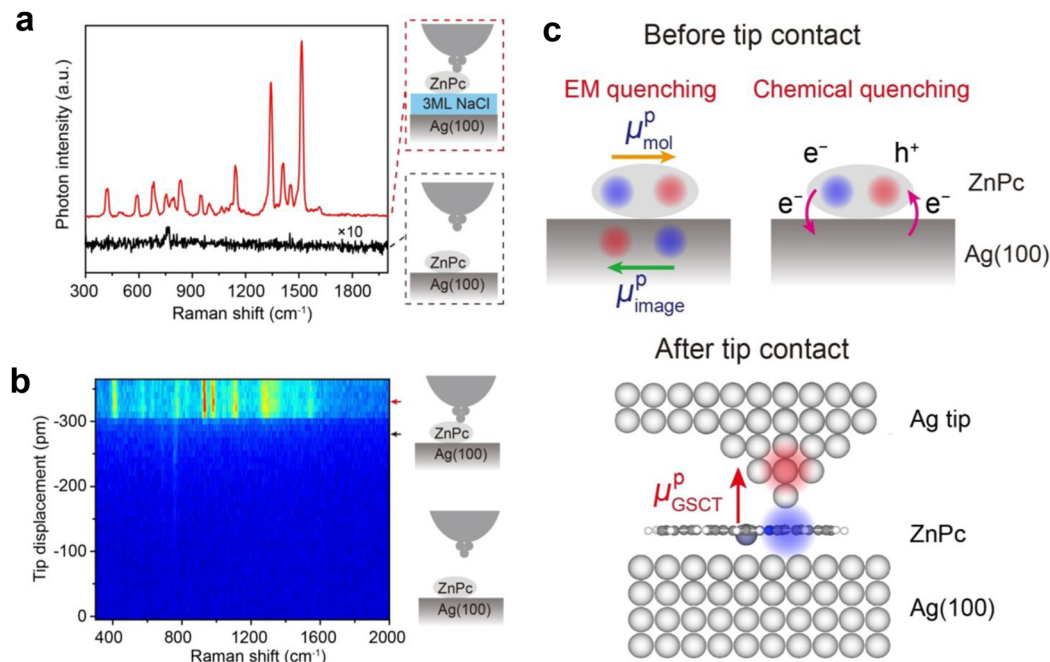 a
Photon intensity (a.u.)
×10
300 600 900 1200 1500 1800
Raman shift (cm⁻¹)
ZnPc
3ML NaCl
Ag(100)
ZnPc
Ag(100)
b
Tip displacement (pm)
-300
-200
-100
0
400 800 1200 1600 2000
Raman shift (cm⁻¹)
ZnPc
Ag(100)
ZnPc
Ag(100)
c
Before tip contact
EM quenching Chemical quenching
μᵖmol
e⁻ h⁺
ZnPc
e⁻ e⁻
Ag(100)
μᵖimage
After tip contact
Ag tip
μᵖGSCT
ZnPc
Ag(100)